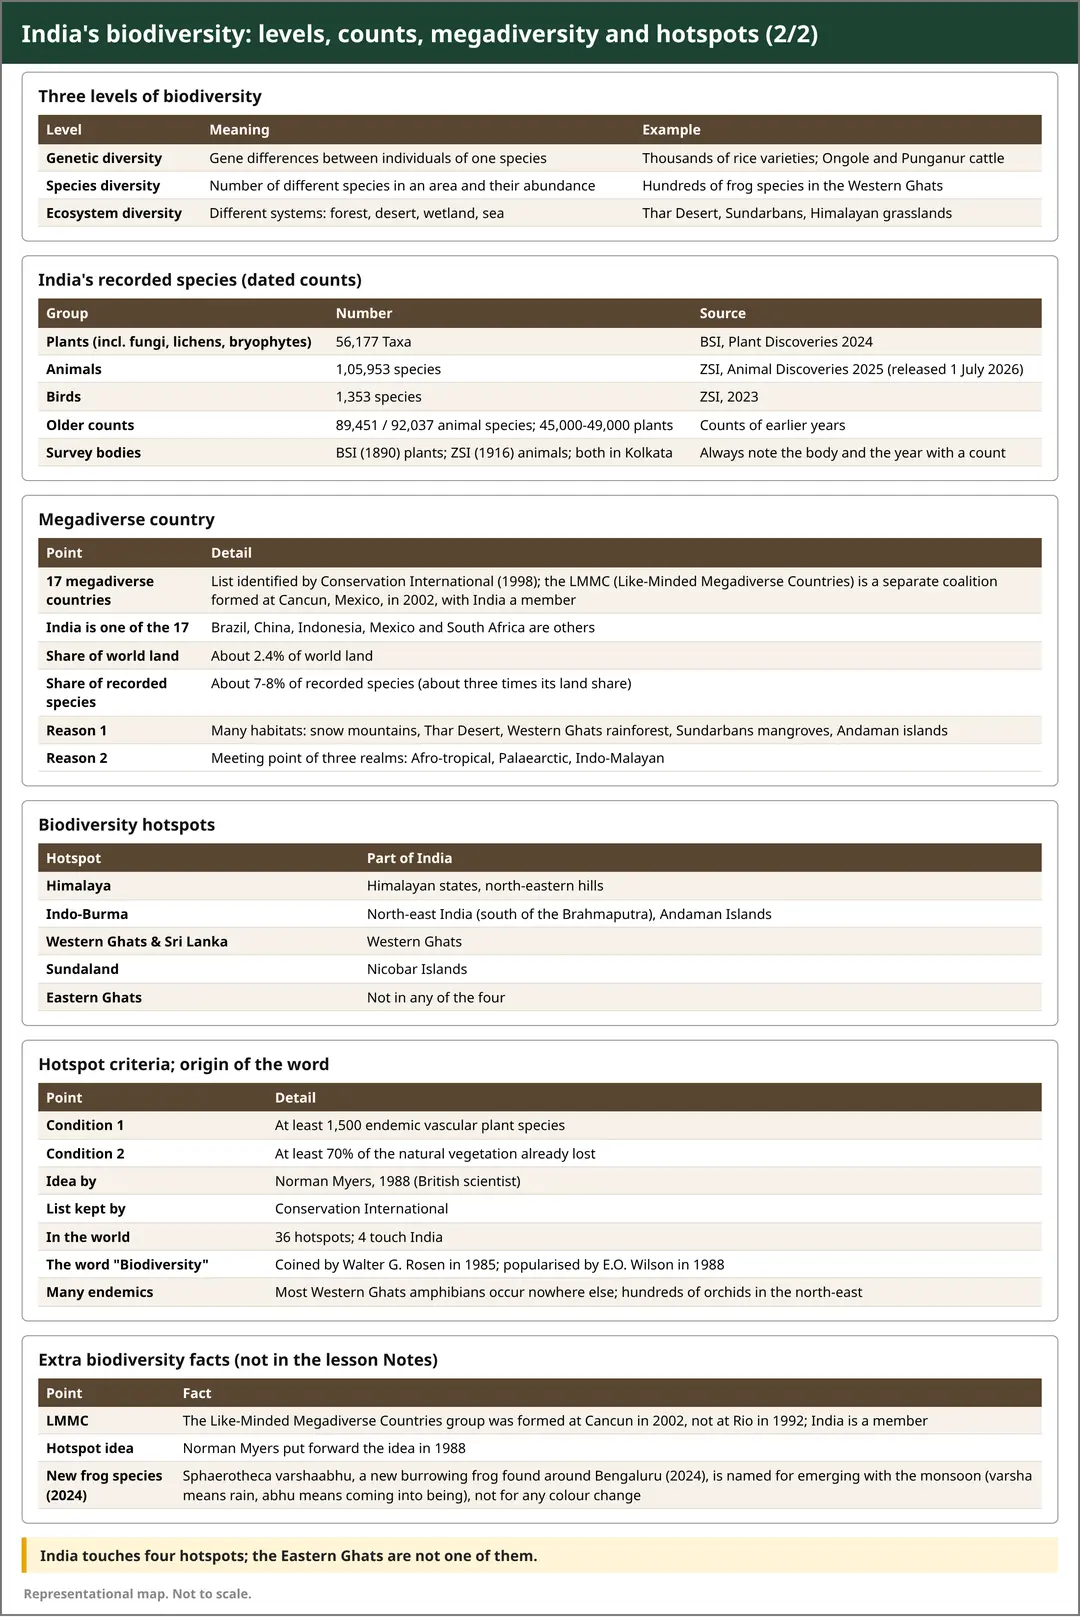 India's biodiversity: levels, counts, megadiversity and hotspots (2/2)
Three levels of biodiversity
Level Meaning Example
Genetic diversity Gene differences between individuals of one species Thousands of rice varieties; Ongole and Punganur cattle
Species diversity Number of different species in an area and their abundance Hundreds of frog species in the Western Ghats
Ecosystem diversity Different systems: forest, desert, wetland, sea Thar Desert, Sundarbans, Himalayan grasslands
India's recorded species (dated counts)
Group Number Source
Plants (incl. fungi, lichens, bryophytes) 56,177 Taxa BSI, Plant Discoveries 2024
Animals 1,05,953 species ZSI, Animal Discoveries 2025 (released 1 July 2026)
Birds 1,353 species ZSI, 2023
Older counts 89,451 / 92,037 animal species; 45,000-49,000 plants Counts of earlier years
Survey bodies BSI (1890) plants; ZSI (1916) animals; both in Kolkata Always note the body and the year with a count
Megadiverse country
Point Detail
17 megadiverse List identified by Conservation International (1998); the LMMC (Like-Minded Megadiverse Countries) is a separate coalition
countries formed at Cancun, Mexico, in 2002, with India a member
India is one of the 17 Brazil, China, Indonesia, Mexico and South Africa are others
Share of world land About 2.4% of world land
Share of recorded About 7-8% of recorded species (about three times its land share)
species
Reason 1 Many habitats: snow mountains, Thar Desert, Western Ghats rainforest, Sundarbans mangroves, Andaman islands
Reason 2 Meeting point of three realms: Afro-tropical, Palaearctic, Indo-Malayan
Biodiversity hotspots
Hotspot Part of India
Himalaya Himalayan states, north-eastern hills
Indo-Burma North-east India (south of the Brahmaputra), Andaman Islands
Western Ghats & Sri Lanka Western Ghats
Sundaland Nicobar Islands
Eastern Ghats Not in any of the four
Hotspot criteria; origin of the word
Point Detail
Condition 1 At least 1,500 endemic vascular plant species
Condition 2 At least 70% of the natural vegetation already lost
Idea by Norman Myers, 1988 (British scientist)
List kept by Conservation International
In the world 36 hotspots; 4 touch India
The word "Biodiversity" Coined by Walter G. Rosen in 1985; popularised by E.O. Wilson in 1988
Many endemics Most Western Ghats amphibians occur nowhere else; hundreds of orchids in the north-east
Extra biodiversity facts (not in the lesson Notes)
Point Fact
LMMC The Like-Minded Megadiverse Countries group was formed at Cancun in 2002, not at Rio in 1992; India is a member
Hotspot idea Norman Myers put forward the idea in 1988
New frog species Sphaerotheca varshaabhu, a new burrowing frog found around Bengaluru (2024), is named for emerging with the monsoon (varsha
(2024) means rain, abhu means coming into being), not for any colour change
India touches four hotspots; the Eastern Ghats are not one of them.
Representational map. Not to scale.